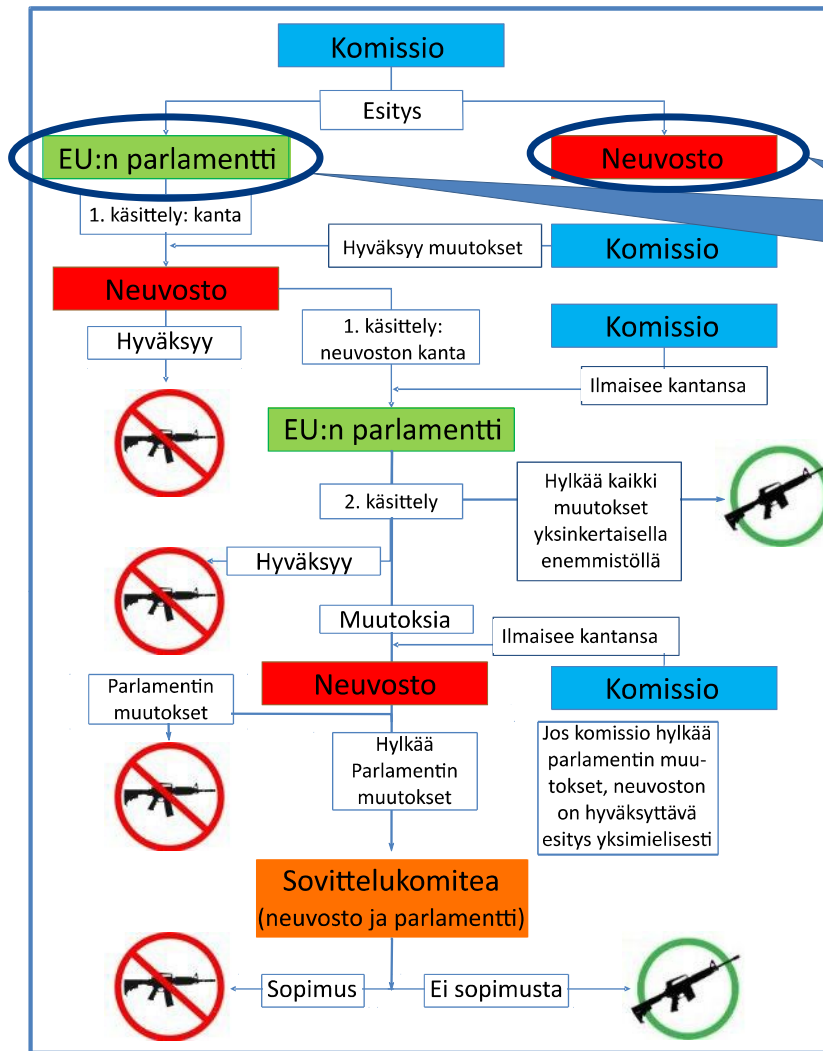 Komissio
Esitys
EU:n parlamentti
Neuvosto
1. käsittely: kanta
Hyväksyy muutokset
Komissio
Neuvosto
Hyväksyy
1. käsittely:
neuvoston kanta
Komissio
Ilmaisee kantansa
EU:n parlamentti
2. käsittely
Hylkää kaikki
muutokset
yksinkertaisella
enemmistöllä
Hyväksyy
Muutoksia
Ilmaisee kantansa
Neuvosto
Komissio
Parlamentin
muutokset
Hylkää
Parlamentin
muutokset
Jos komissio hylkää
parlamentin muu-
tokset, neuvoston
on hyväksyttävä
esitys yksimielisesti
Sovittelukomitea
(neuvosto ja parlamentti)
Sopimus
Ei sopimusta